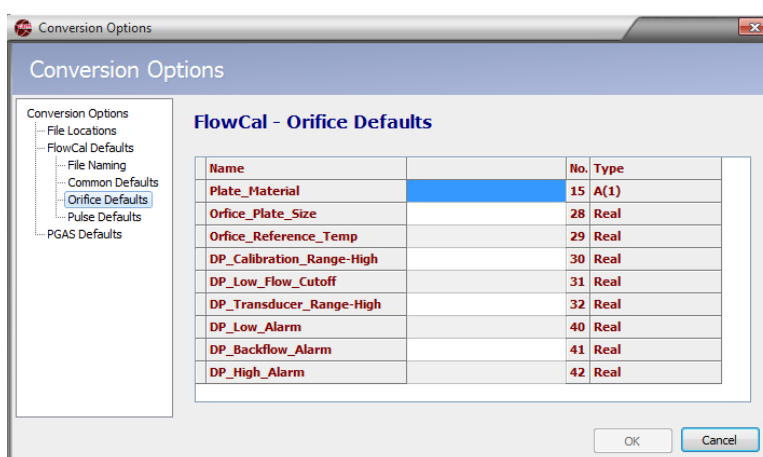 Conversion Options
Conversion Options
Conversion Options
File Locations
FlowCal Defaults
File Naming
Common Defaults
Orifice Defaults
Pulse Defaults
PGAS Defaults
FlowCal - Orifice Defaults
Name No. Type
Plate_Material 15 A(1)
Orfice_Plate_Size 28 Real
Orfice_Reference_Temp 29 Real
DP_Calibration_Range-High 30 Real
DP_Low_Flow_Cutoff 31 Real
DP_Transducer_Range-High 32 Real
DP_Low_Alarm 40 Real
DP_Backflow_Alarm 41 Real
DP_High_Alarm 42 Real
OK Cancel